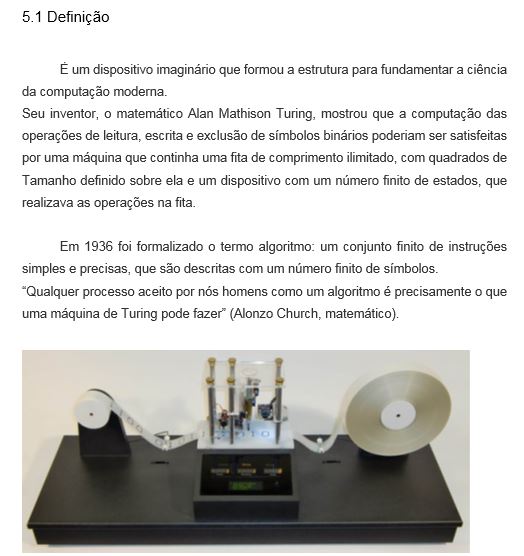 5.1 Definição
É um dispositivo imaginário que formou a estrutura para fundamentar a ciência
da computação moderna.
Seu inventor, o matemático Alan Mathison Turing, mostrou que a computação das
operações de leitura, escrita e exclusão de símbolos binários poderiam ser satisfeitas
por uma máquina que continha uma fita de comprimento ilimitado, com quadrados de
Tamanho definido sobre ela e um dispositivo com um número finito de estados, que
realizava as operações na fita.
Em 1936 foi formalizado o termo algoritmo: um conjunto finito de instruções
simples e precisas, que são descritas com um número finito de símbolos.
“Qualquer processo aceito por nós homens como um algoritmo é precisamente o que
uma máquina de Turing pode fazer” (Alonzo Church, matemático).